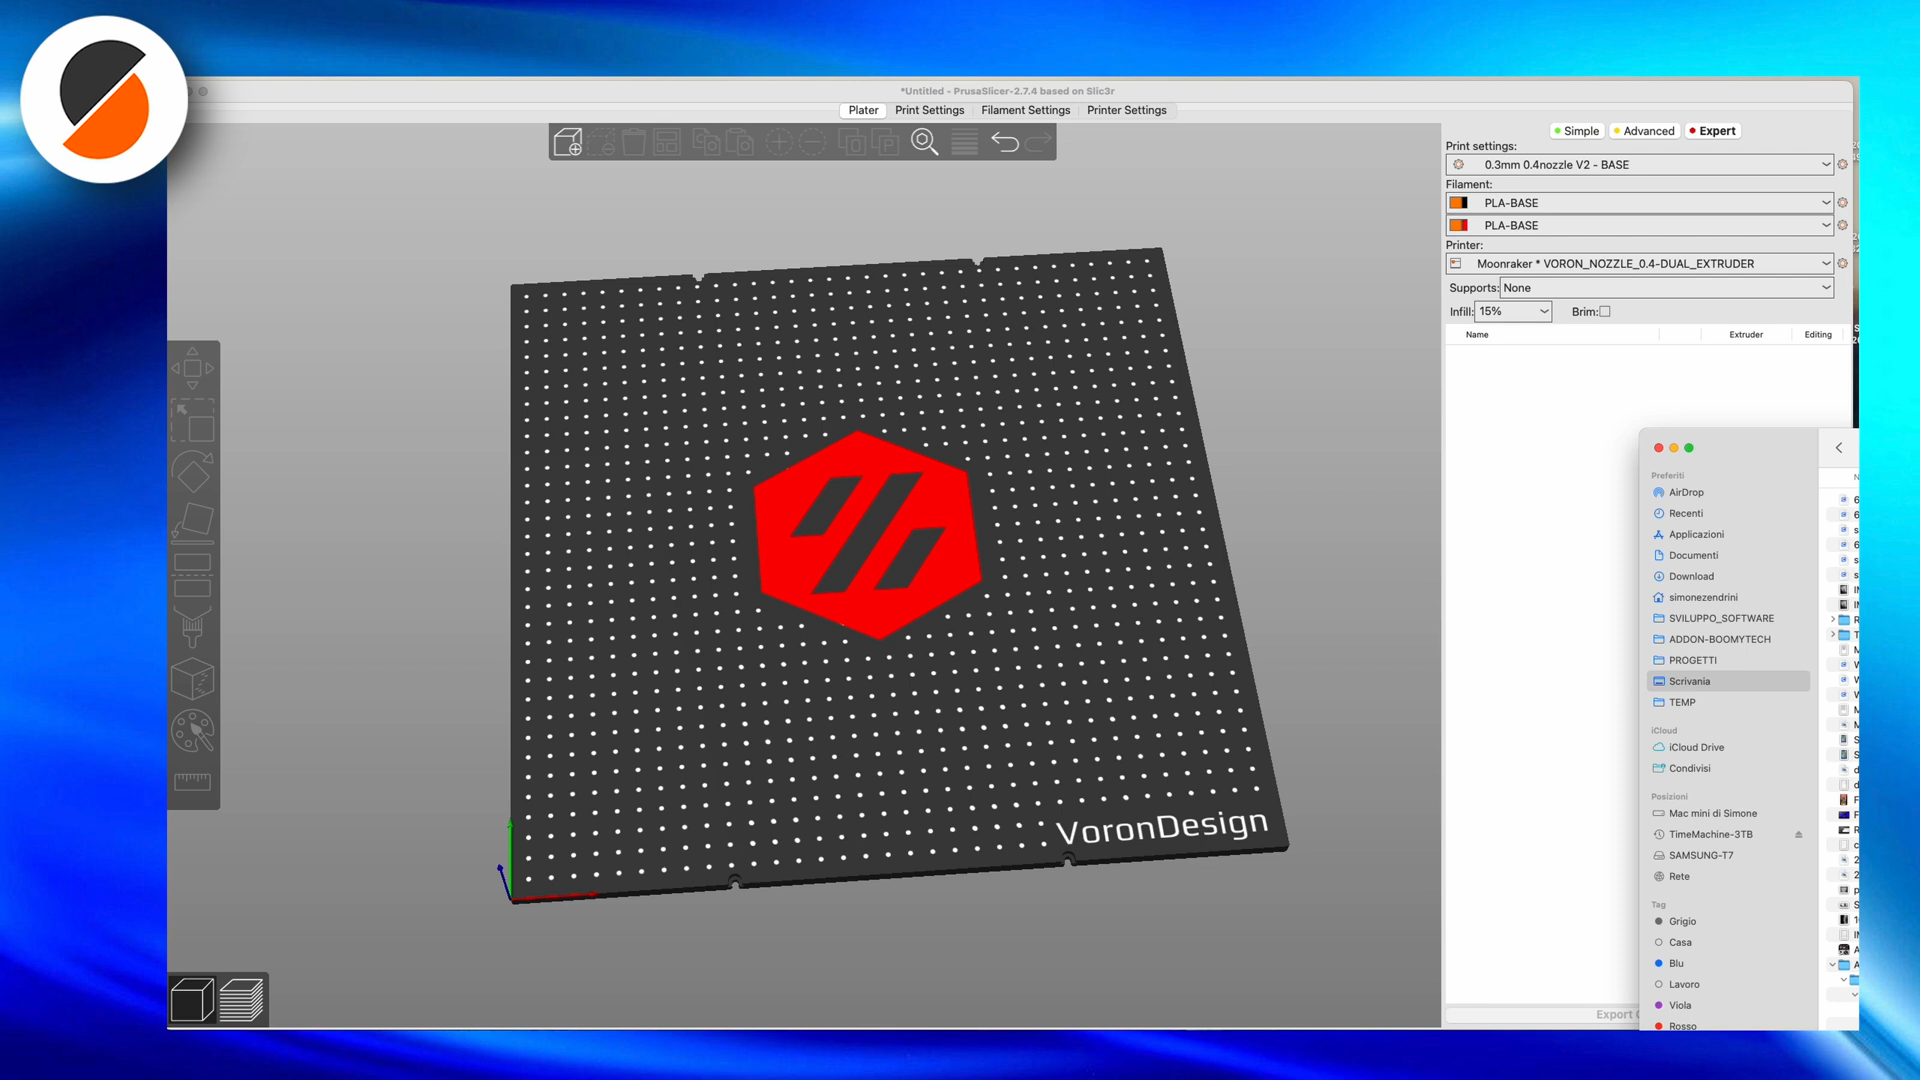 *Untitled - PrusaSlicer-2.7.4 based on Slic3r
Plater Print Settings Filament Settings Printer Settings
Simple Advanced Expert
Print settings:
0.3mm 0.4nozzle V2 - BASE
Filament:
PLA-BASE
PLA-BASE
Printer:
Moonraker * VORON_NOZZLE_0.4-DUAL_EXTRUDER
Supports: None
Infill: 15% Brim:
Name Extruder Editing
VoronDesign
Preferiti
AirDrop
Recenti
Applicazioni
Documenti
Download
simonezendrini
SVILUPPO_SOFTWARE
ADDON-BOOMYTECH
PROGETTI
Scrivania
TEMP
iCloud
iCloud Drive
Condivisi
Posizioni
Mac mini di Simone
TimeMachine-3TB
SAMSUNG-T7
Rete
Tag
Grigio
Casa
Blu
Lavoro
Viola
Rosso
Export